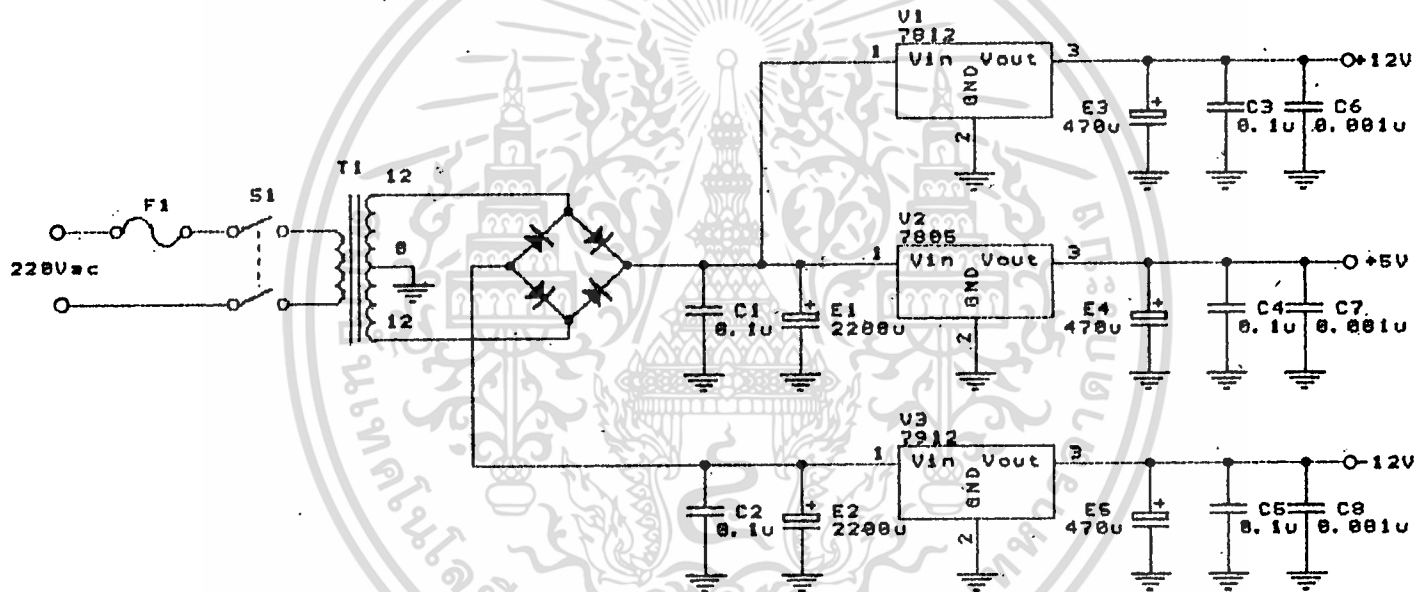 V1
7812
1
Vin
Vout
3
GND
2
E3
470u
+
C3
0.1u
C6
0.001u
+12V
T1
12
0
12
F1
S1
220Vac
V2
7805
1
Vin
Vout
3
GND
2
C1
0.1u
E1
2200u
+
E4
470u
+
C4
0.1u
C7
0.001u
+5V
V3
7912
1
Vin
Vout
3
GND
2
C2
0.1u
E2
2200u
+
E5
470u
+
C5
0.1u
C8
0.001u
-12V